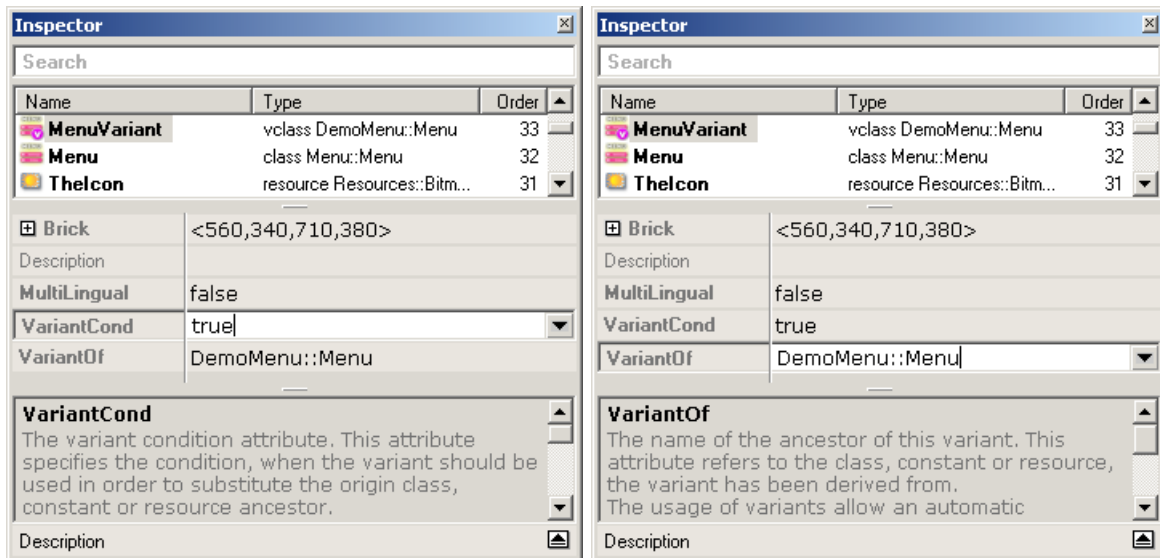 Inspector
Search
Name Type Order
MenuVariant vclass DemoMenu::Menu 33
Menu class Menu::Menu 32
TheIcon resource Resources::Bitm... 31
Brick <560,340,710,380>
Description
MultiLingual false
VariantCond true
VariantOf DemoMenu::Menu
VariantCond
The variant condition attribute. This attribute
specifies the condition, when the variant should be
used in order to substitute the origin class,
constant or resource ancestor.
Description
Inspector
Search
Name Type Order
MenuVariant vclass DemoMenu::Menu 33
Menu class Menu::Menu 32
TheIcon resource Resources::Bitm... 31
Brick <560,340,710,380>
Description
MultiLingual false
VariantCond true
VariantOf DemoMenu::Menu
VariantOf
The name of the ancestor of this variant. This
attribute refers to the class, constant or resource,
the variant has been derived from.
The usage of variants allow an automatic
Description